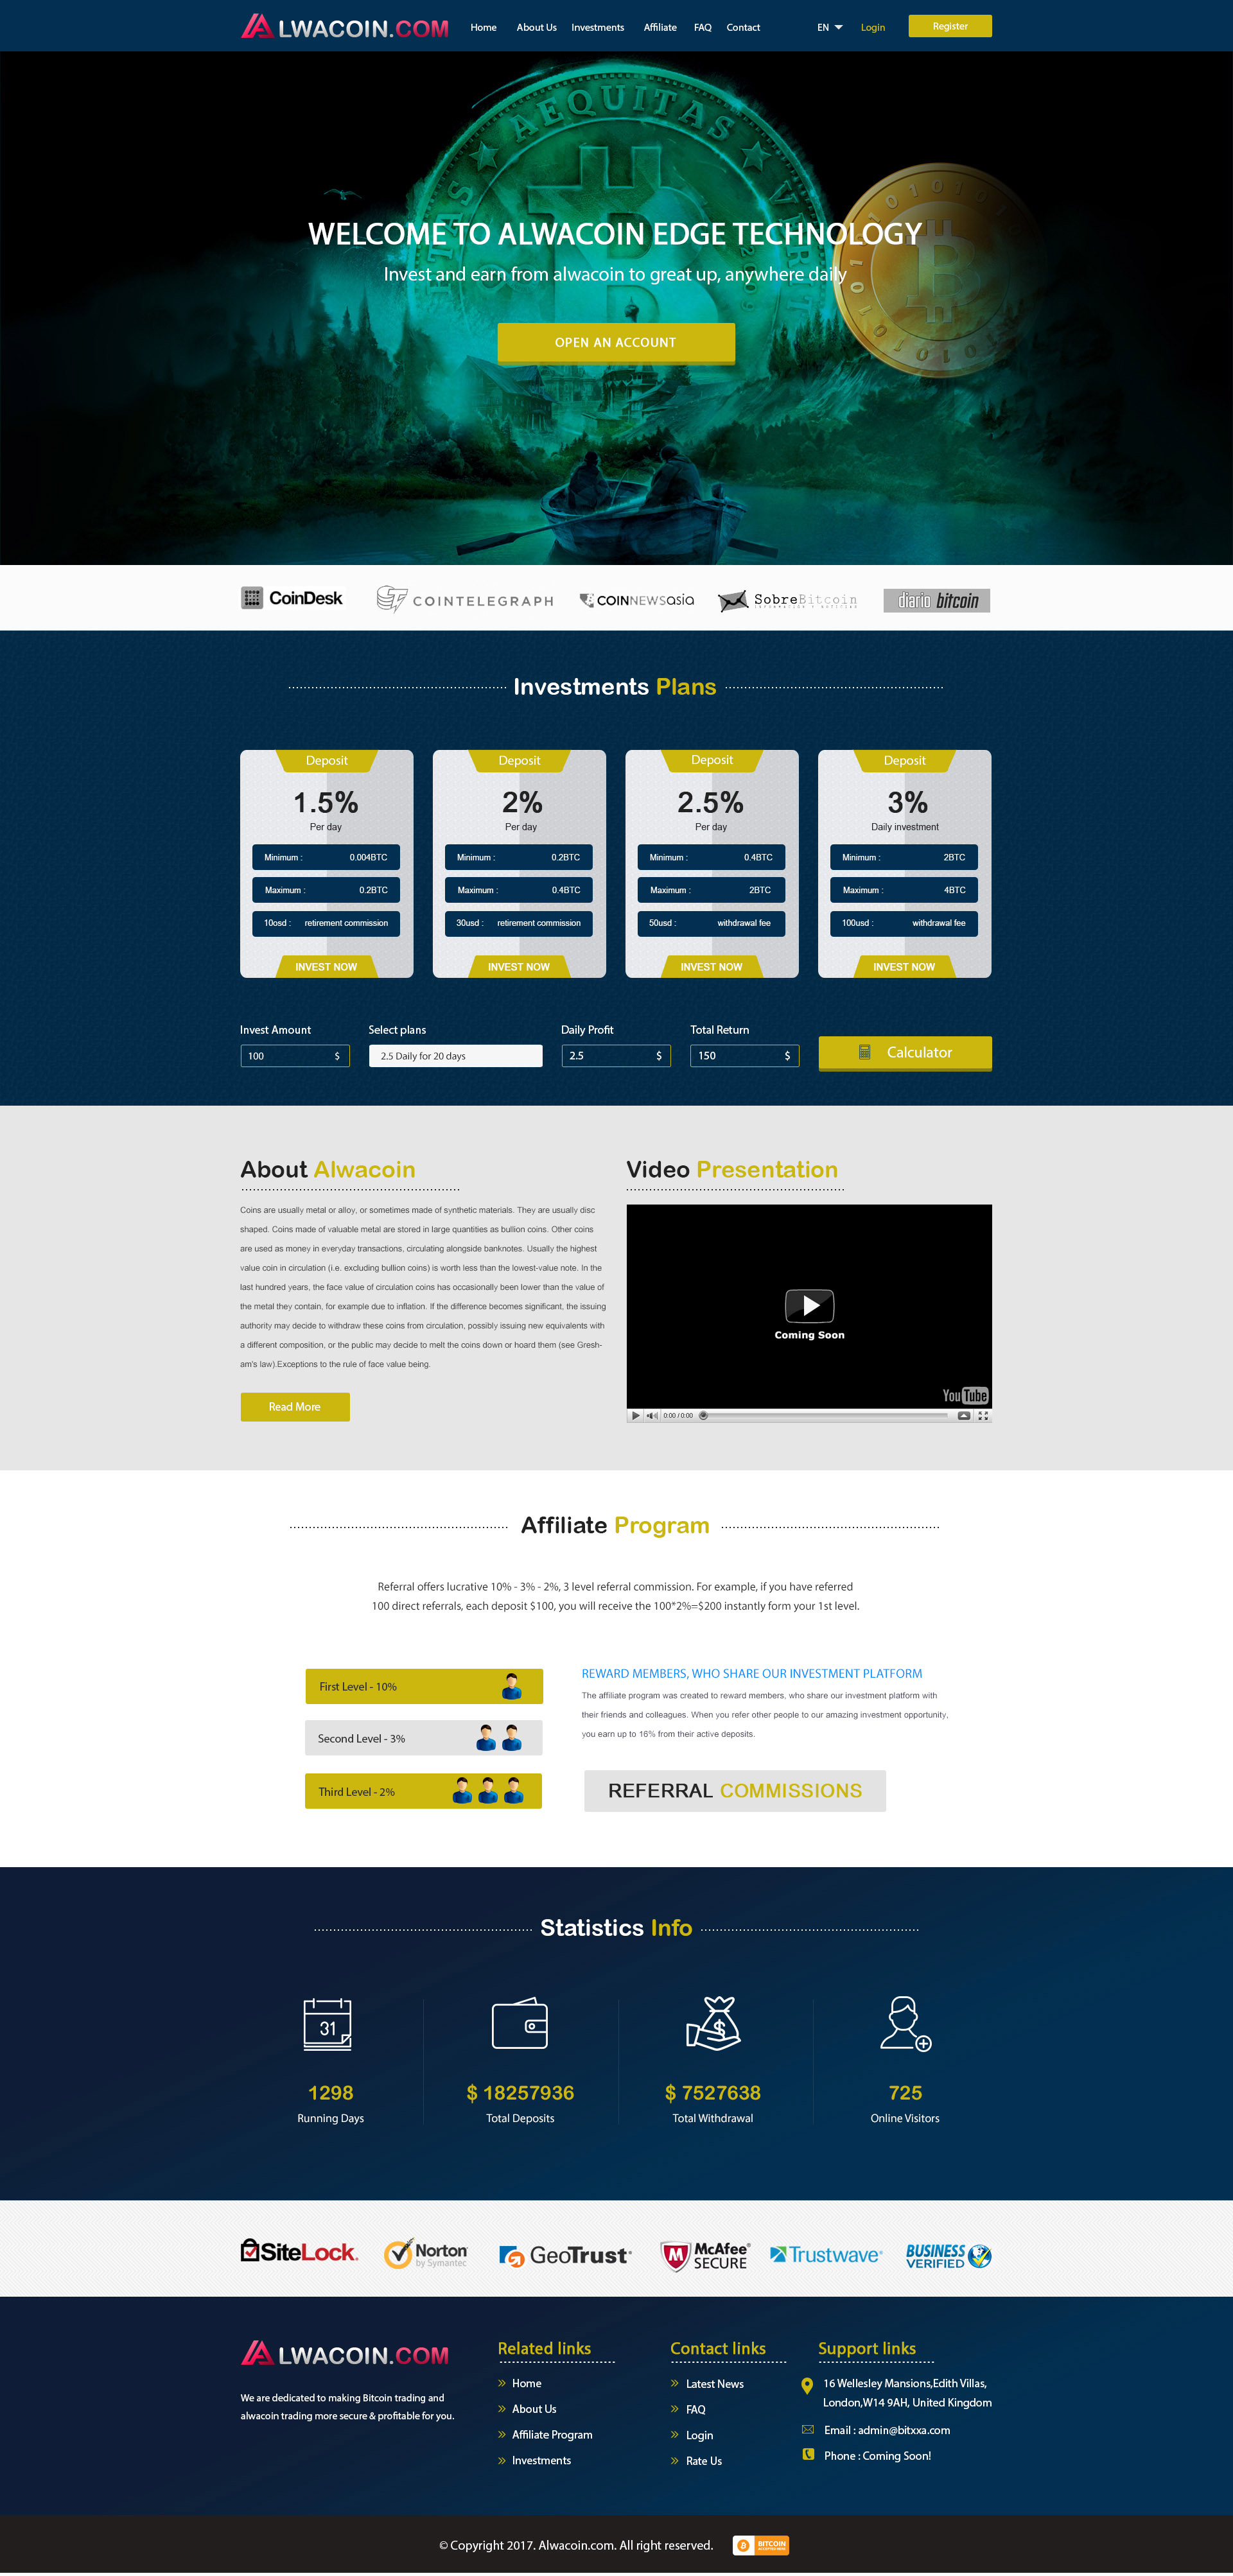 ALWACOIN.COM
Home About Us Investments Affiliate FAQ Contact EN Login Register
AEQUITAS
WELCOME TO ALWACOIN EDGE TECHNOLOGY
Invest and earn from alwacoin to great up, anywhere daily
OPEN AN ACCOUNT
CoinDesk COINTELEGRAPH COINNEWSasia SobreBitcoin diario bitcoin
Investments Plans
Deposit Deposit Deposit Deposit
1.5% 2% 2.5% 3%
Per day Per day Per day Daily investment
Minimum : 0.004BTC Minimum : 0.2BTC Minimum : 0.4BTC Minimum : 2BTC
Maximum : 0.2BTC Maximum : 0.4BTC Maximum : 2BTC Maximum : 4BTC
10osd : retirement commission 30usd : retirement commission 50usd : withdrawal fee 100usd : withdrawal fee
INVEST NOW INVEST NOW INVEST NOW INVEST NOW
Invest Amount Select plans Daily Profit Total Return
100 $ 2.5 Daily for 20 days 2.5 $ 150 $ Calculator
About Alwacoin
Coins are usually metal or alloy, or sometimes made of synthetic materials. They are usually disc
shaped. Coins made of valuable metal are stored in large quantities as bullion coins. Other coins
are used as money in everyday transactions, circulating alongside banknotes. Usually the highest
value coin in circulation (i.e. excluding bullion coins) is worth less than the lowest-value note. In the
last hundred years, the face value of circulation coins has occasionally been lower than the value of
the metal they contain, for example due to inflation. If the difference becomes significant, the issuing
authority may decide to withdraw these coins from circulation, possibly issuing new equivalents with
a different composition, or the public may decide to melt the coins down or hoard them (see Gresh-
am's law).Exceptions to the rule of face value being.
Read More
Video Presentation
Coming Soon
YouTube
0:00 / 0:00
Affiliate Program
Referral offers lucrative 10% - 3% - 2%, 3 level referral commission. For example, if you have referred
100 direct referrals, each deposit $100, you will receive the 100*2%=$200 instantly form your 1st level.
First Level - 10%
Second Level - 3%
Third Level - 2%
REWARD MEMBERS, WHO SHARE OUR INVESTMENT PLATFORM
The affiliate program was created to reward members, who share our investment platform with
their friends and colleagues. When you refer other people to our amazing investment opportunity,
you earn up to 16% from their active deposits.
REFERRAL COMMISSIONS
Statistics Info
31
1298 $ 18257936 $ 7527638 725
Running Days Total Deposits Total Withdrawal Online Visitors
SiteLock Norton by Symantec GeoTrust McAfee SECURE Trustwave BUSINESS VERIFIED
ALWACOIN.COM
We are dedicated to making Bitcoin trading and
alwacoin trading more secure & profitable for you.
Related links
Home
About Us
Affiliate Program
Investments
Contact links
Latest News
FAQ
Login
Rate Us
Support links
16 Wellesley Mansions,Edith Villas,
London,W14 9AH, United Kingdom
Email : admin@bitxxa.com
Phone : Coming Soon!
© Copyright 2017. Alwacoin.com. All right reserved. BITCOIN